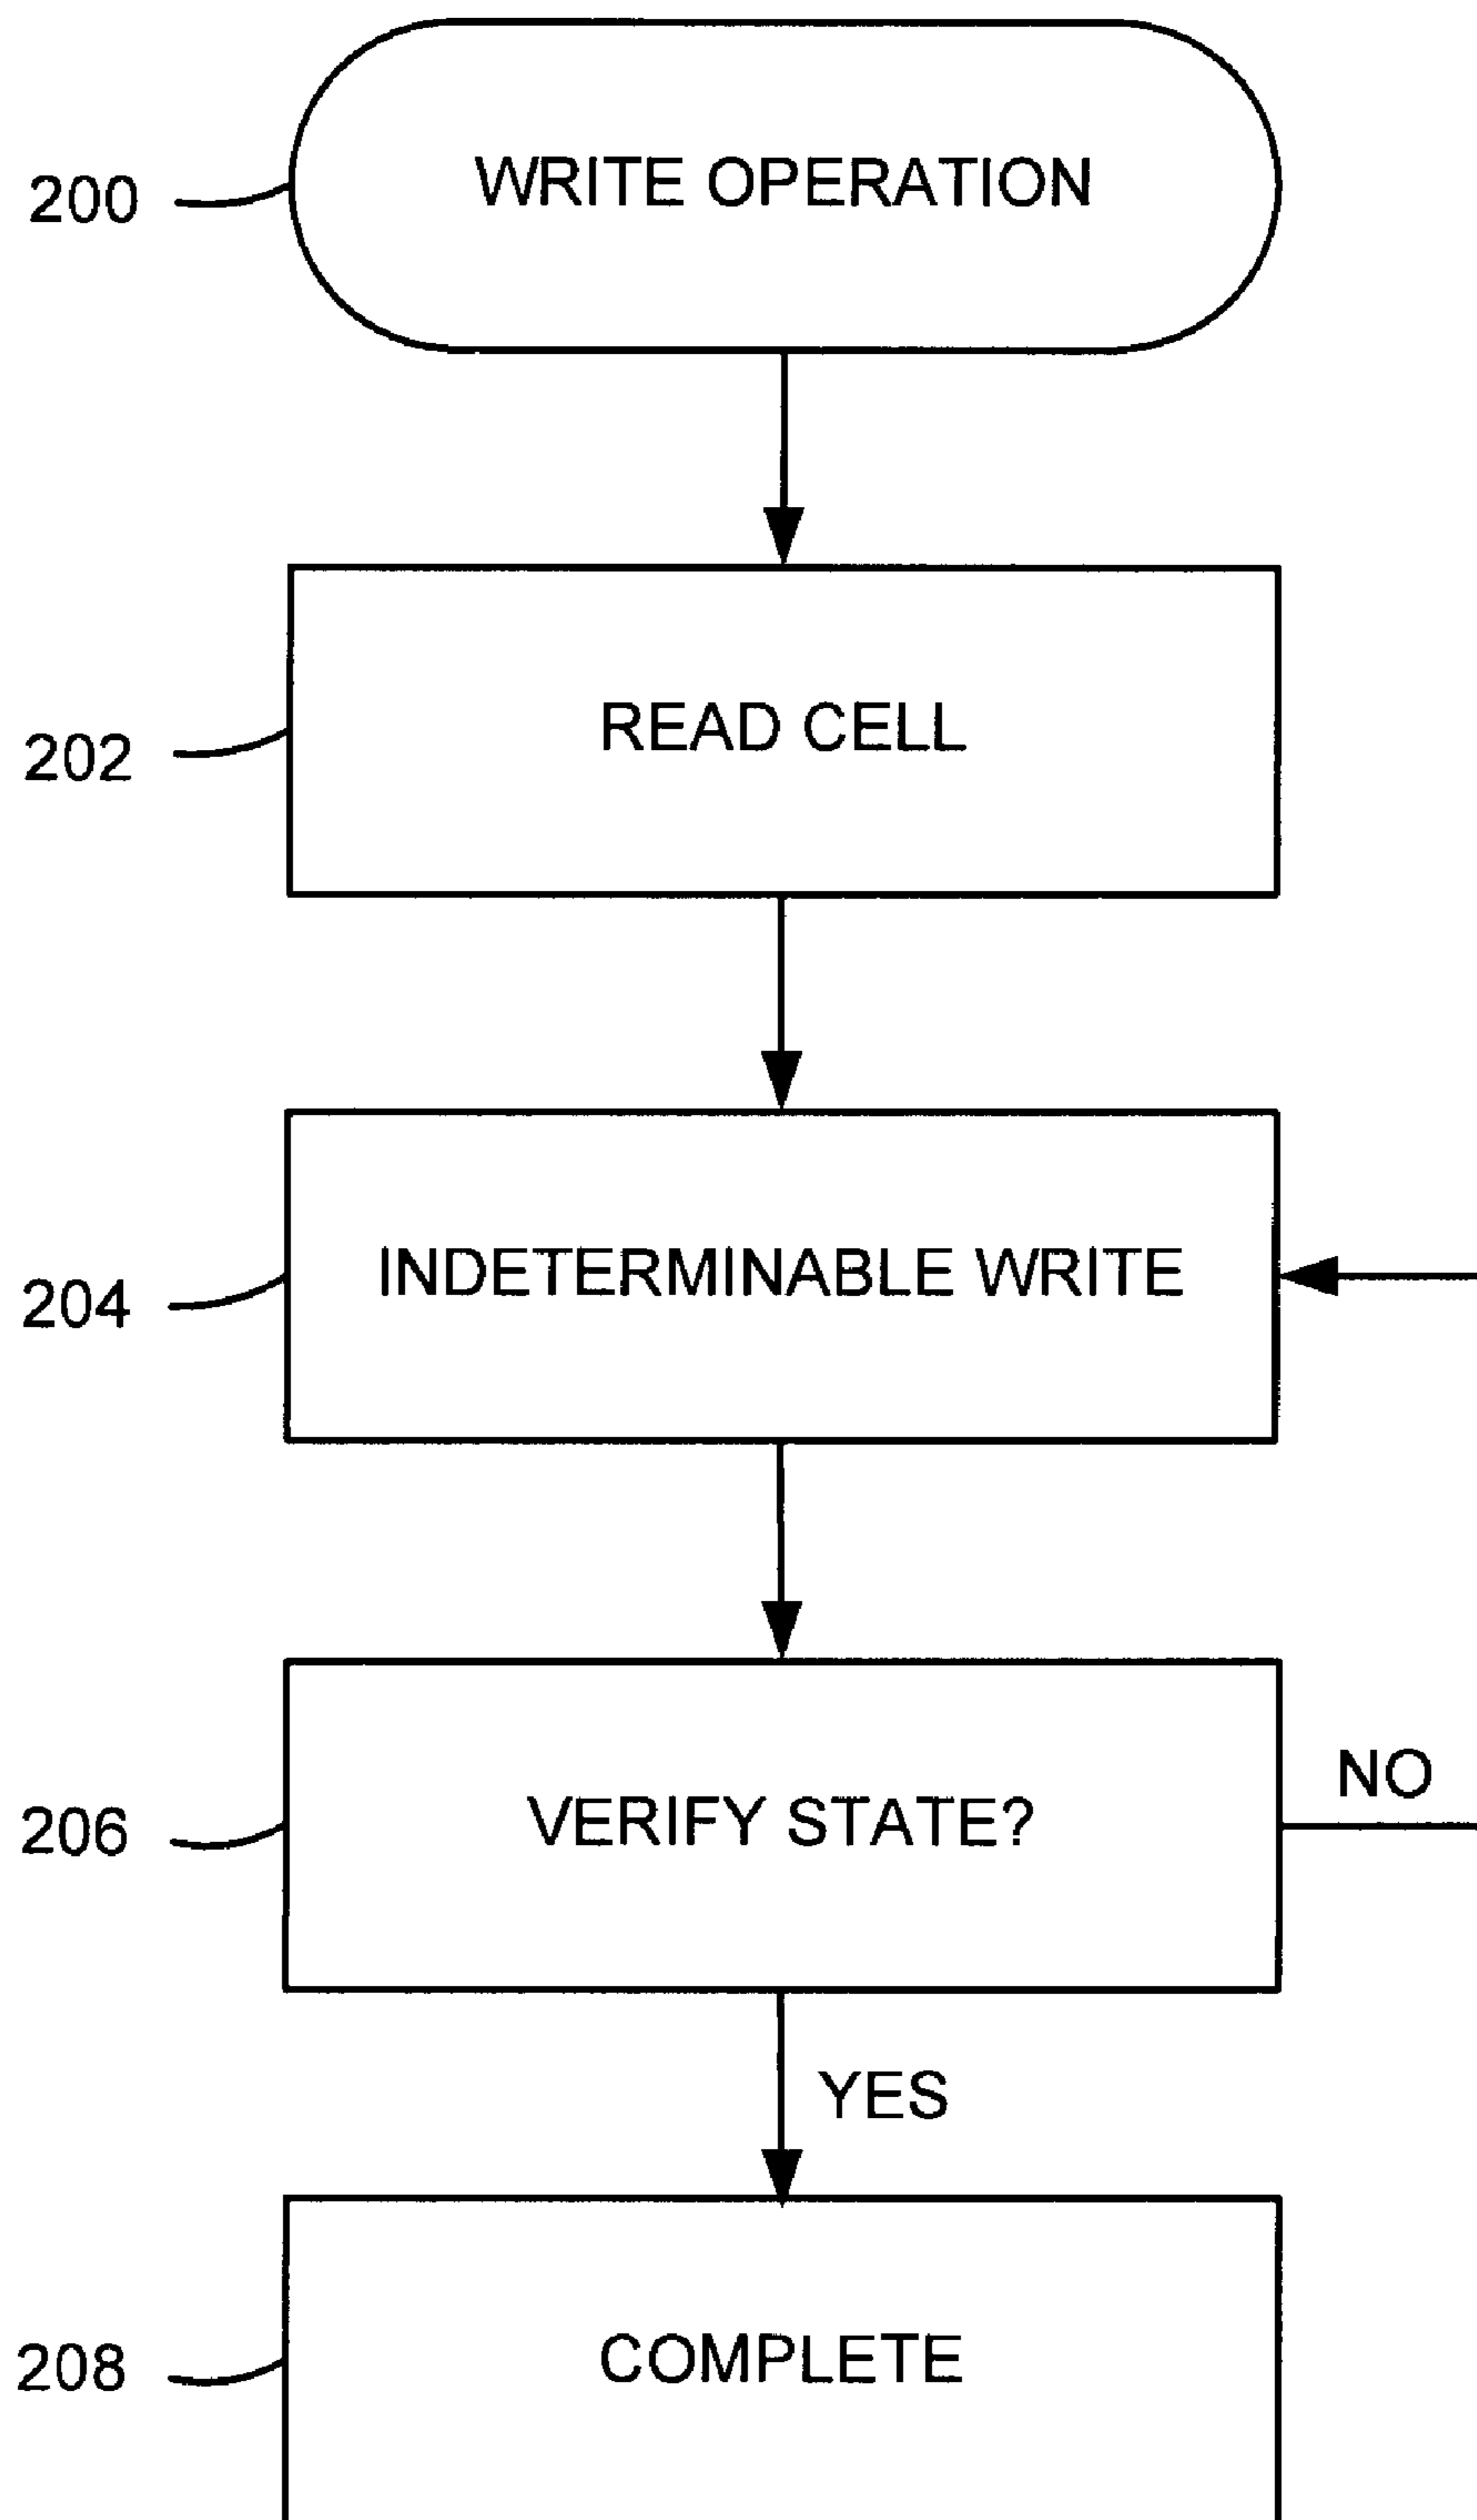 WRITE OPERATION
200
READ CELL
202
INDETERMINABLE WRITE
204
NO
VERIFY STATE?
206
YES
COMPLETE
208